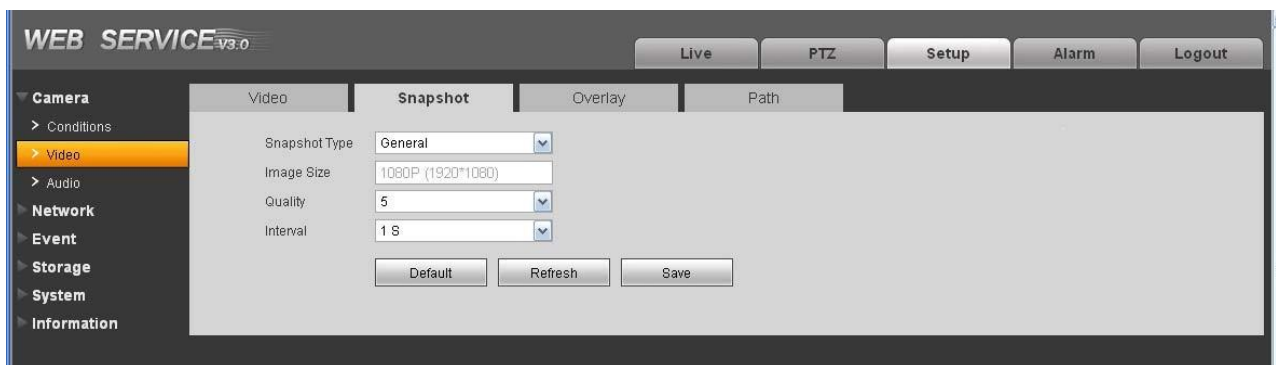 WEB SERVICE V3.0
Live PTZ Setup Alarm Logout
Camera
> Conditions
> Video
> Audio
Network
Event
Storage
System
Information
Video Snapshot Overlay Path
Snapshot Type General
Image Size 1080P (1920*1080)
Quality 5
Interval 1 S
Default Refresh Save